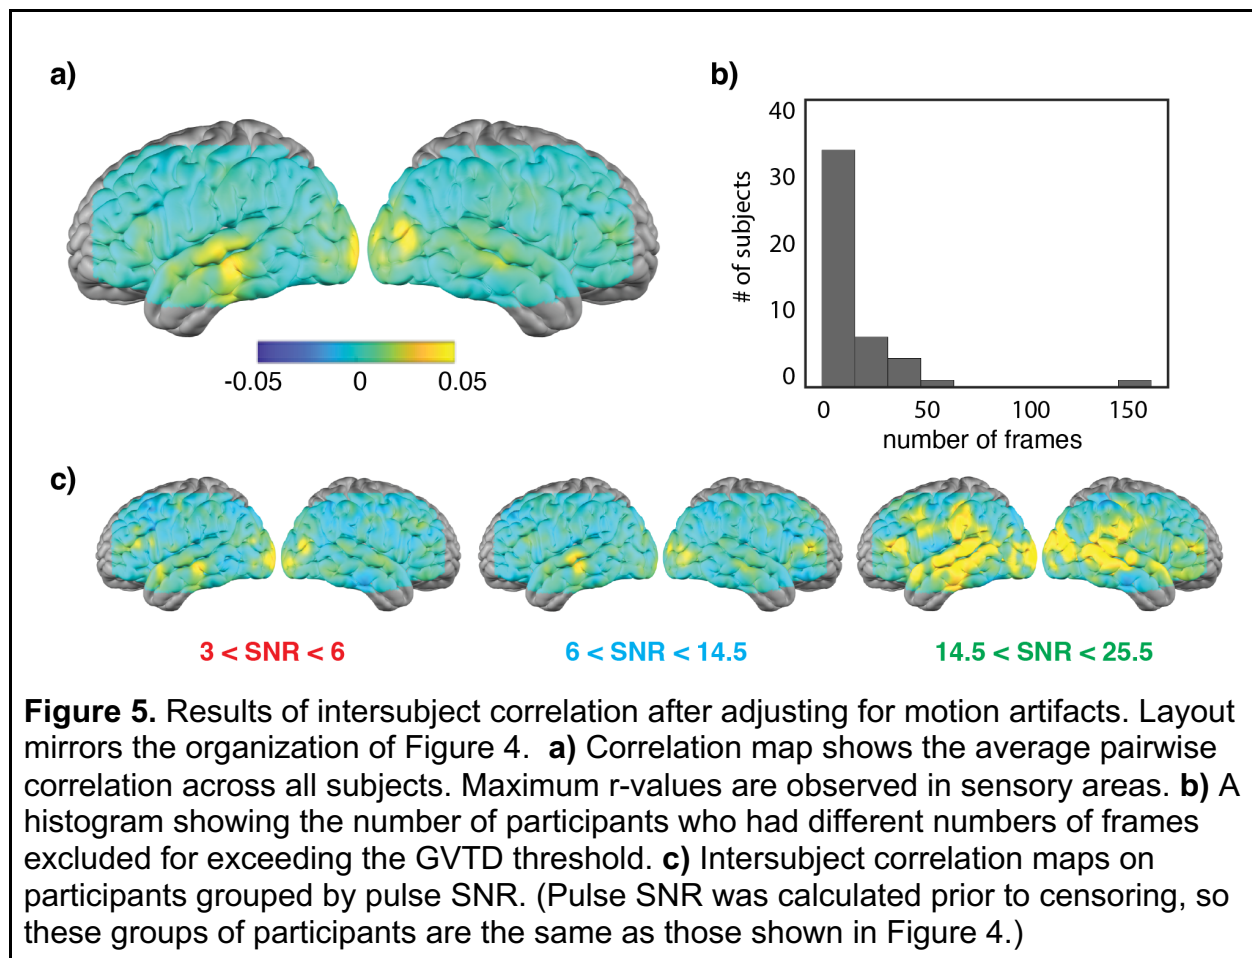 a)
b)
40
30
20
10
0
# of subjects
0
50
100
150
number of frames
-0.05
0
0.05
c)
3 < SNR < 6
6 < SNR < 14.5
14.5 < SNR < 25.5
Figure 5. Results of intersubject correlation after adjusting for motion artifacts. Layout
mirrors the organization of Figure 4. a) Correlation map shows the average pairwise
correlation across all subjects. Maximum r-values are observed in sensory areas. b) A
histogram showing the number of participants who had different numbers of frames
excluded for exceeding the GVTD threshold. c) Intersubject correlation maps on
participants grouped by pulse SNR. (Pulse SNR was calculated prior to censoring, so
these groups of participants are the same as those shown in Figure 4.)